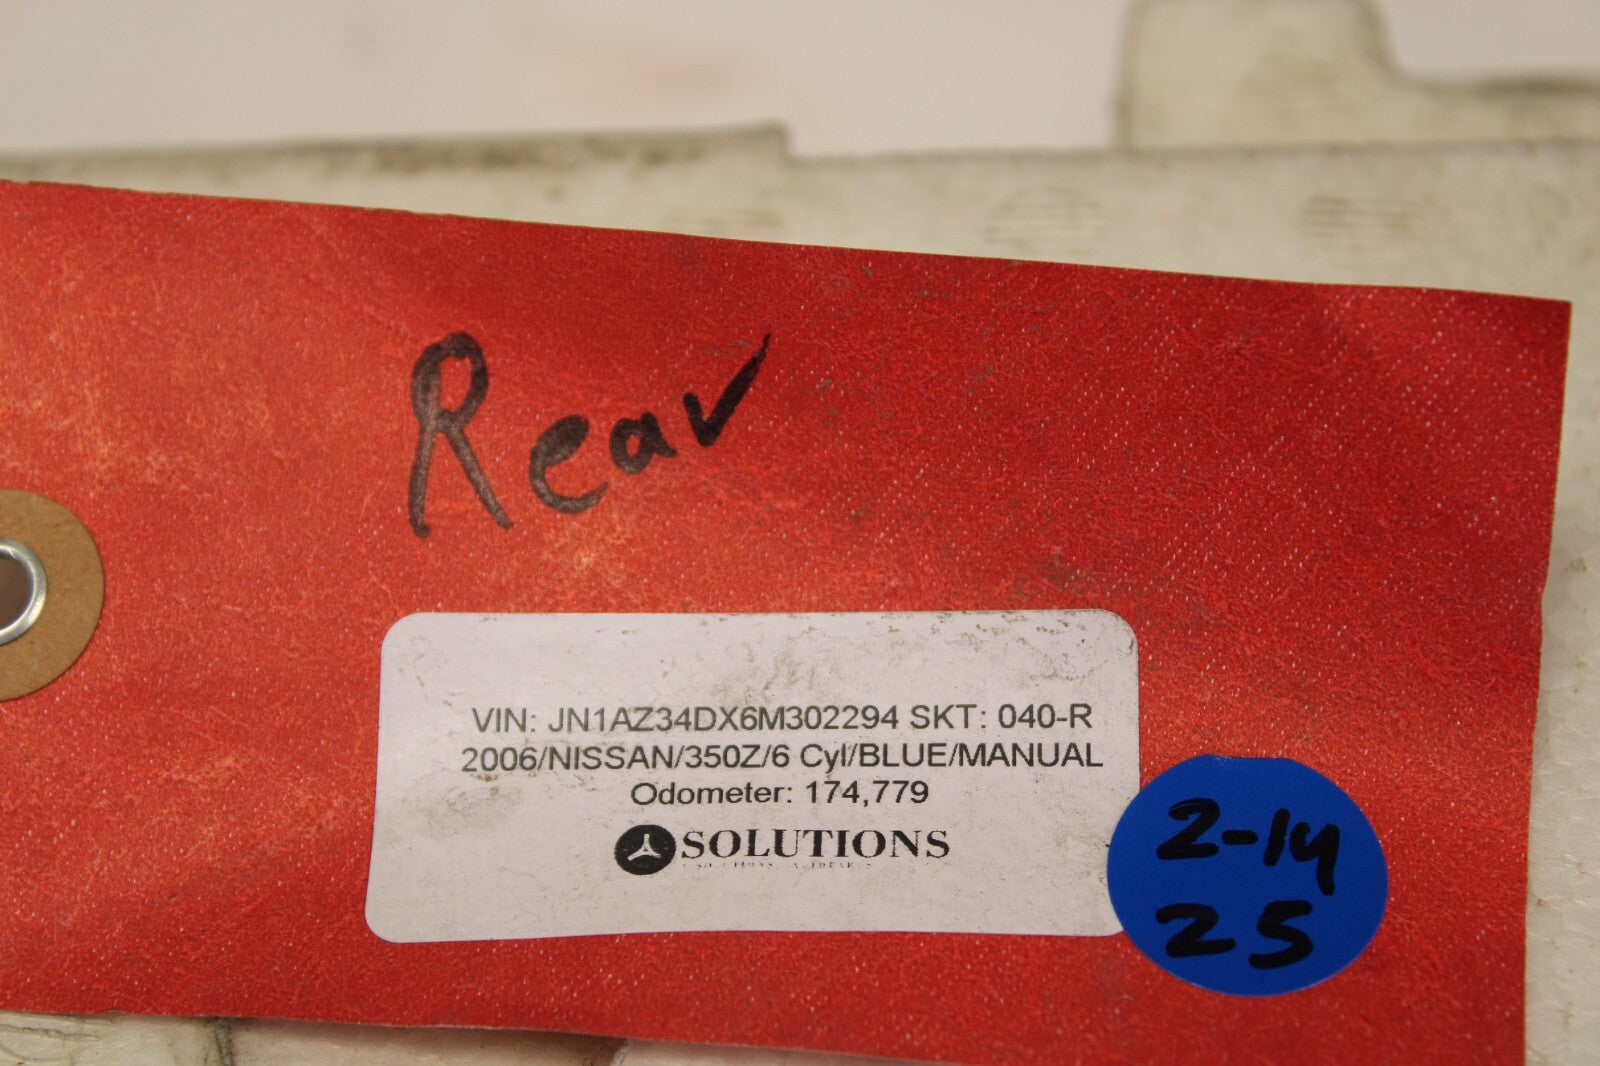 Rear
VIN: JN1AZ34DX6M302294 SKT: 040-R
2006/NISSAN/350Z/6 Cyl/BLUE/MANUAL
Odometer: 174,779
SOLUTIONS
2-14
25